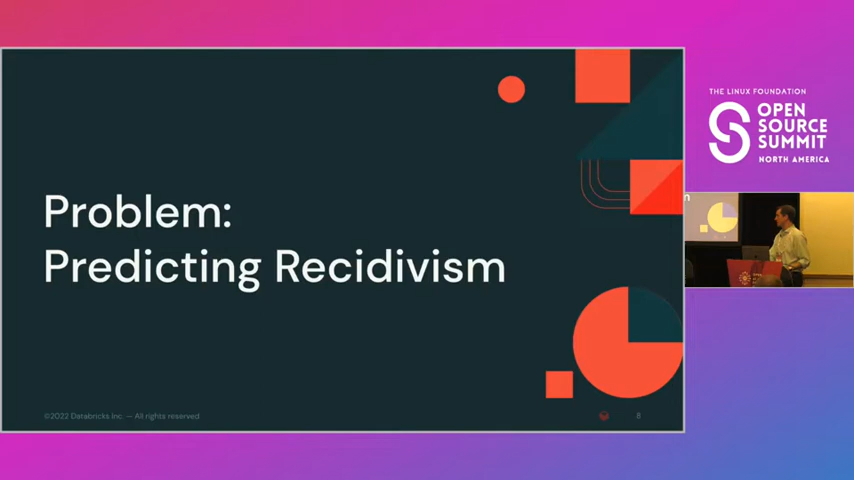 Problem:
Predicting Recidivism
©2022 Databricks Inc. — All rights reserved
8
THE LINUX FOUNDATION
OPEN
SOURCE
SUMMIT
NORTH AMERICA